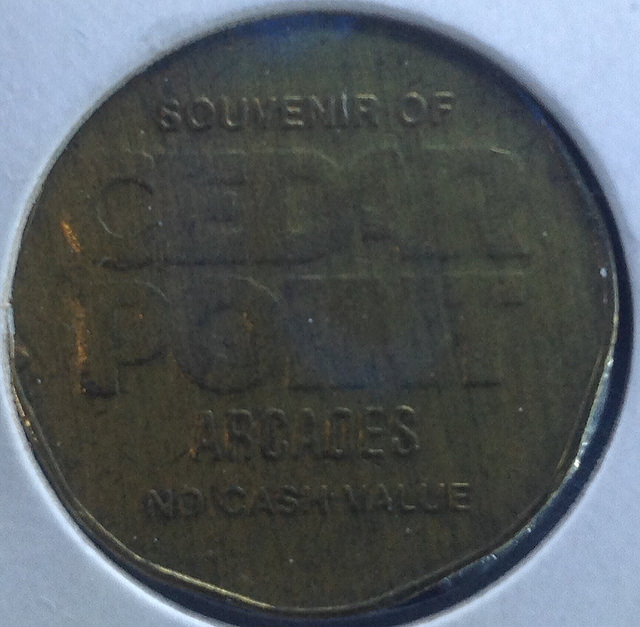 SOUVENIR OF
CEDAR
POINT
ARCADES
NO CASH VALUE